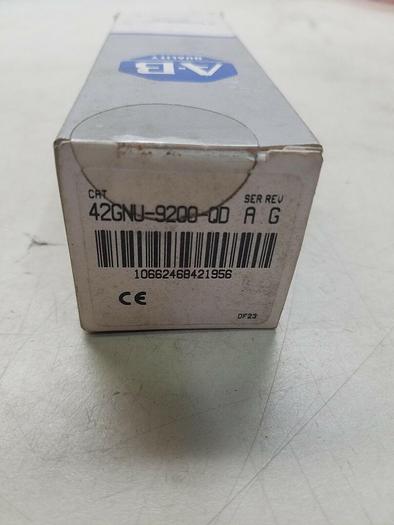 A-B
QUALITY
CAT SER REV
42GNU-9200-QD A G
10662468421956
CE
DF23